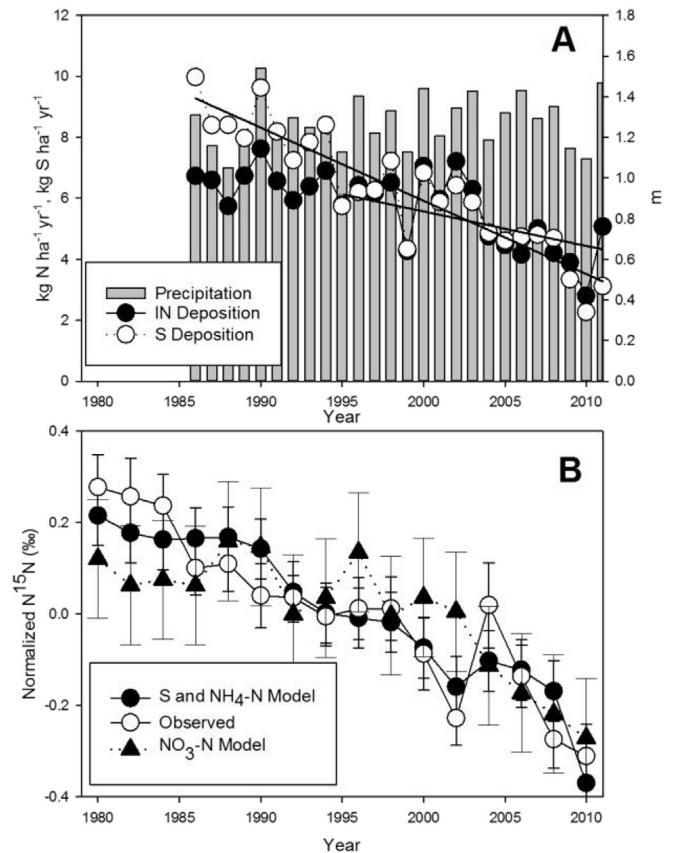 A
kg N ha-1 yr-1, kg S ha-1 yr-1
12
10
8
6
4
2
0
1.8
1.6
1.4
1.2
1.0
0.8
0.6
0.4
0.2
0.0
m
Precipitation
IN Deposition
S Deposition
1980 1985 1990 1995 2000 2005 2010
Year
B
Normalized N15N (‰)
0.4
0.2
0.0
-0.2
-0.4
S and NH4-N Model
Observed
NO3-N Model
1980 1985 1990 1995 2000 2005 2010
Year